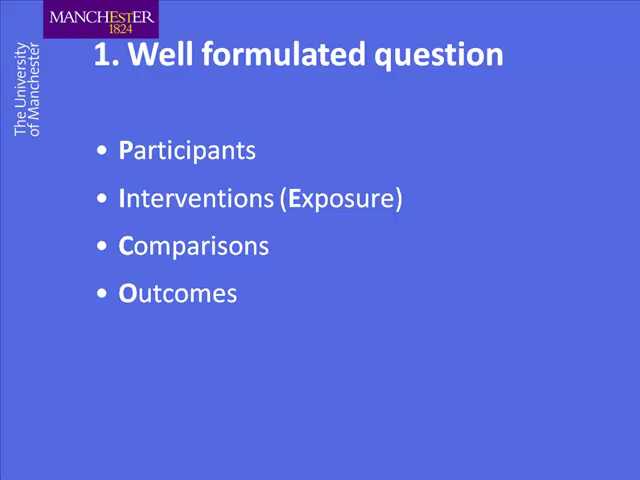 MANCHESTER
1824
The University
of Manchester
1. Well formulated question
• Participants
• Interventions (Exposure)
• Comparisons
• Outcomes